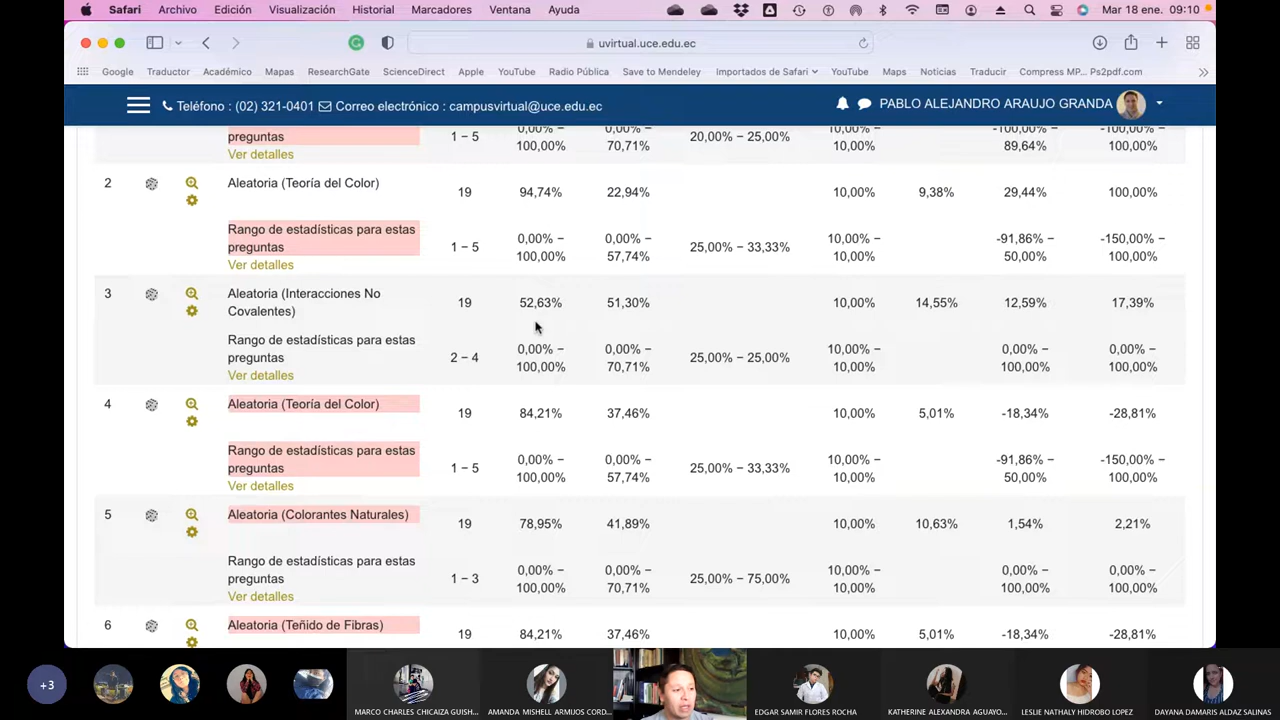 Safari Archivo Edición Visualización Historial Marcadores Ventana Ayuda Mar 18 ene. 09:10
uvirtual.uce.edu.ec
Google Traductor Académico Mapas ResearchGate ScienceDirect Apple YouTube Radio Pública Save to Mendeley Importados de Safari YouTube Maps Noticias Traducir Compress MP... Ps2pdf.com
Teléfono : (02) 321-0401 Correo electrónico : campusvirtual@uce.edu.ec PABLO ALEJANDRO ARAUJO GRANDA
preguntas 1 – 5 0,00% – 100,00% 0,00% – 70,71% 20,00% – 25,00% 10,00% – 10,00% -100,00% – 89,64% -100,00% – 100,00%
Ver detalles
2 Aleatoria (Teoría del Color) 19 94,74% 22,94% 10,00% 9,38% 29,44% 100,00%
Rango de estadísticas para estas 0,00% – 0,00% – 10,00% – -91,86% – -150,00% –
preguntas 1 – 5 100,00% 57,74% 25,00% – 33,33% 10,00% 50,00% 100,00%
Ver detalles
3 Aleatoria (Interacciones No
Covalentes) 19 52,63% 51,30% 10,00% 14,55% 12,59% 17,39%
Rango de estadísticas para estas 0,00% – 0,00% – 10,00% – 0,00% – 0,00% –
preguntas 2 – 4 100,00% 70,71% 25,00% – 25,00% 10,00% 100,00% 100,00%
Ver detalles
4 Aleatoria (Teoría del Color) 19 84,21% 37,46% 10,00% 5,01% -18,34% -28,81%
Rango de estadísticas para estas 0,00% – 0,00% – 10,00% – -91,86% – -150,00% –
preguntas 1 – 5 100,00% 57,74% 25,00% – 33,33% 10,00% 50,00% 100,00%
Ver detalles
5 Aleatoria (Colorantes Naturales) 19 78,95% 41,89% 10,00% 10,63% 1,54% 2,21%
Rango de estadísticas para estas 0,00% – 0,00% – 10,00% – 0,00% – 0,00% –
preguntas 1 – 3 100,00% 70,71% 25,00% – 75,00% 10,00% 100,00% 100,00%
Ver detalles
6 Aleatoria (Teñido de Fibras) 19 84,21% 37,46% 10,00% 5,01% -18,34% -28,81%
+3
MARCO CHARLES CHICAIZA GUISH... AMANDA MISHELL ARMIJOS CORD... EDGAR SAMIR FLORES ROCHA KATHERINE ALEXANDRA AGUAYO... LESLIE NATHALY HIDROBO LOPEZ DAYANA DAMARIS ALDAZ SALINAS